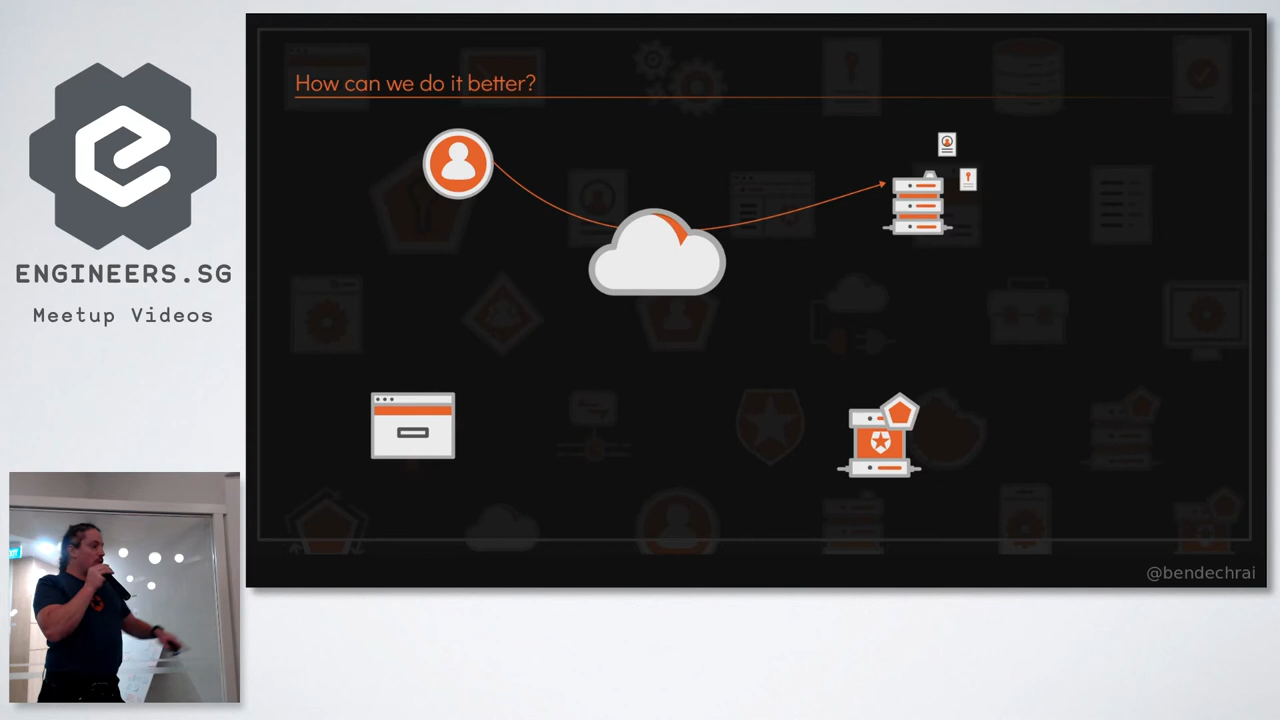 How can we do it better?
ENGINEERS.SG
Meetup Videos
@bendechrai